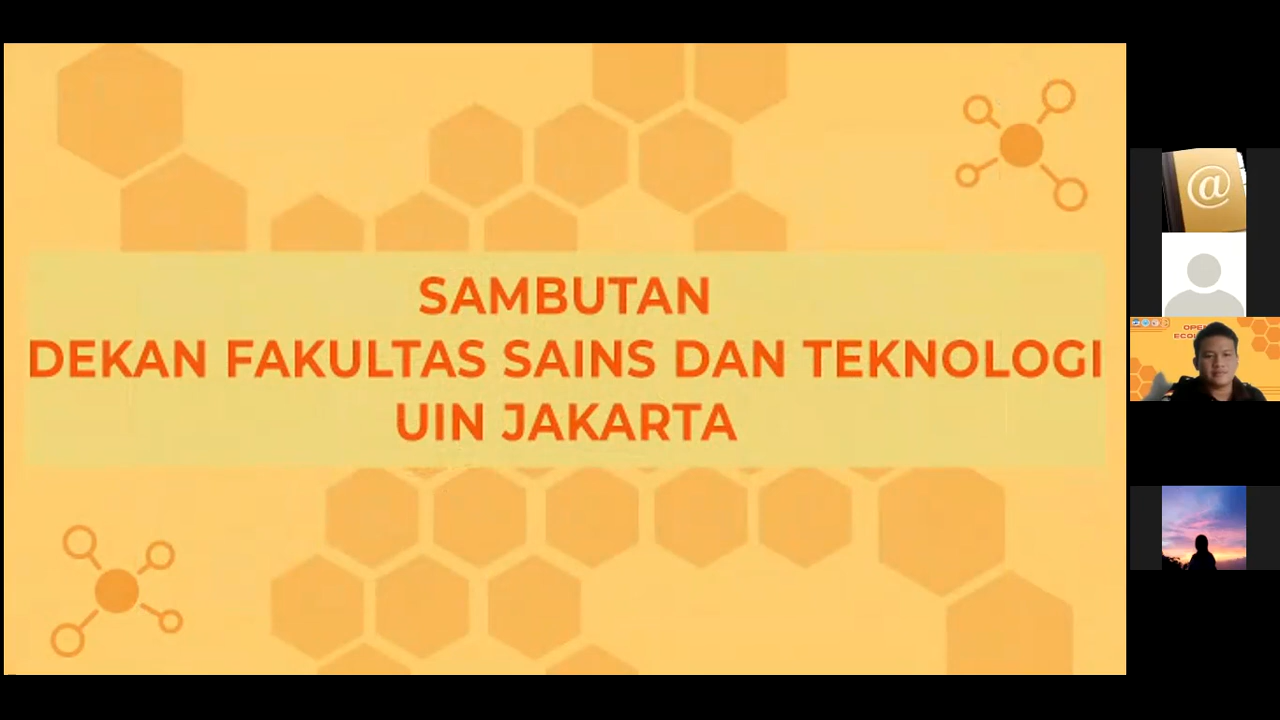 SAMBUTAN
DEKAN FAKULTAS SAINS DAN TEKNOLOGI
UIN JAKARTA
@